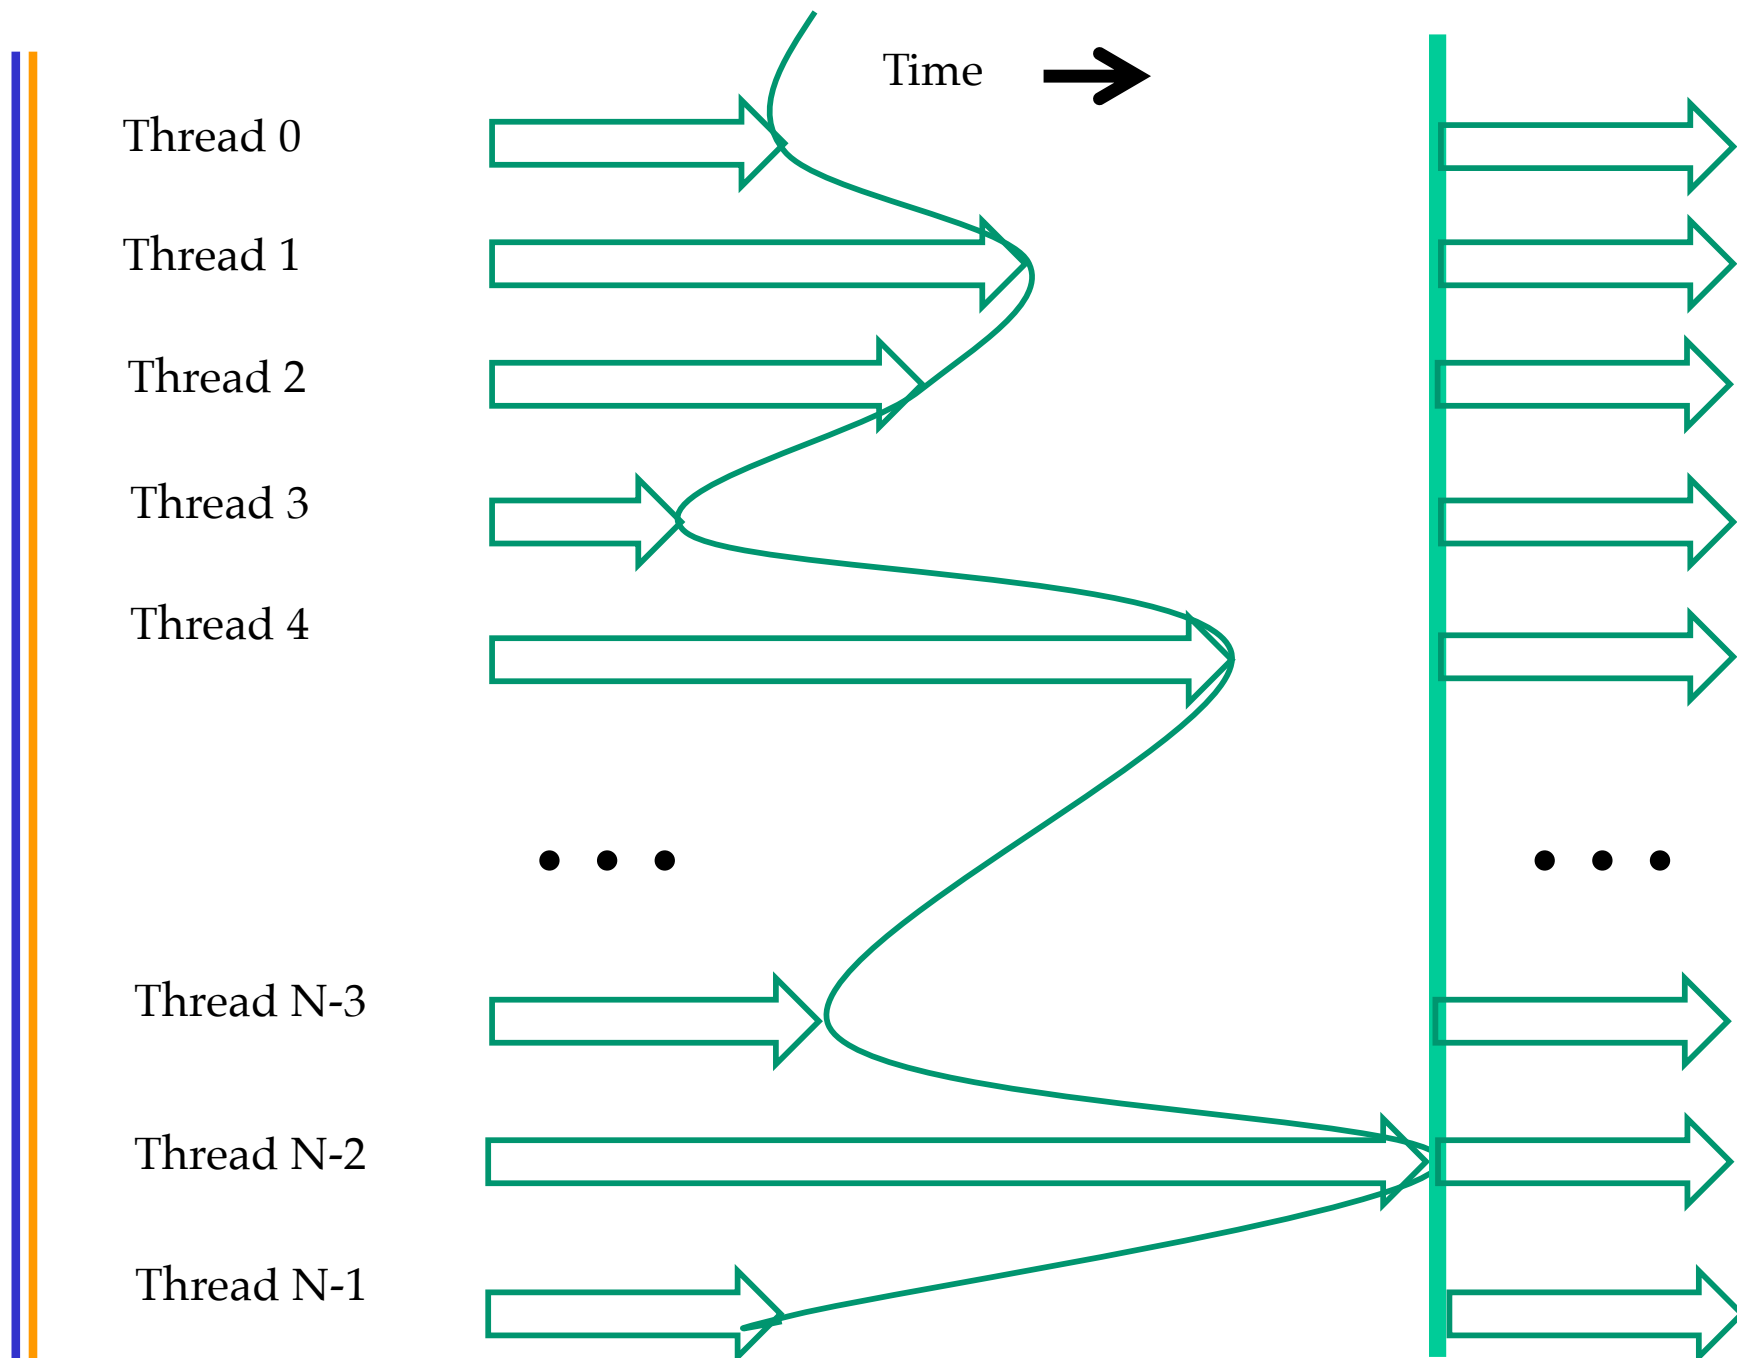 Time
Thread 0
Thread 1
Thread 2
Thread 3
Thread 4
• • •
• • •
Thread N-3
Thread N-2
Thread N-1